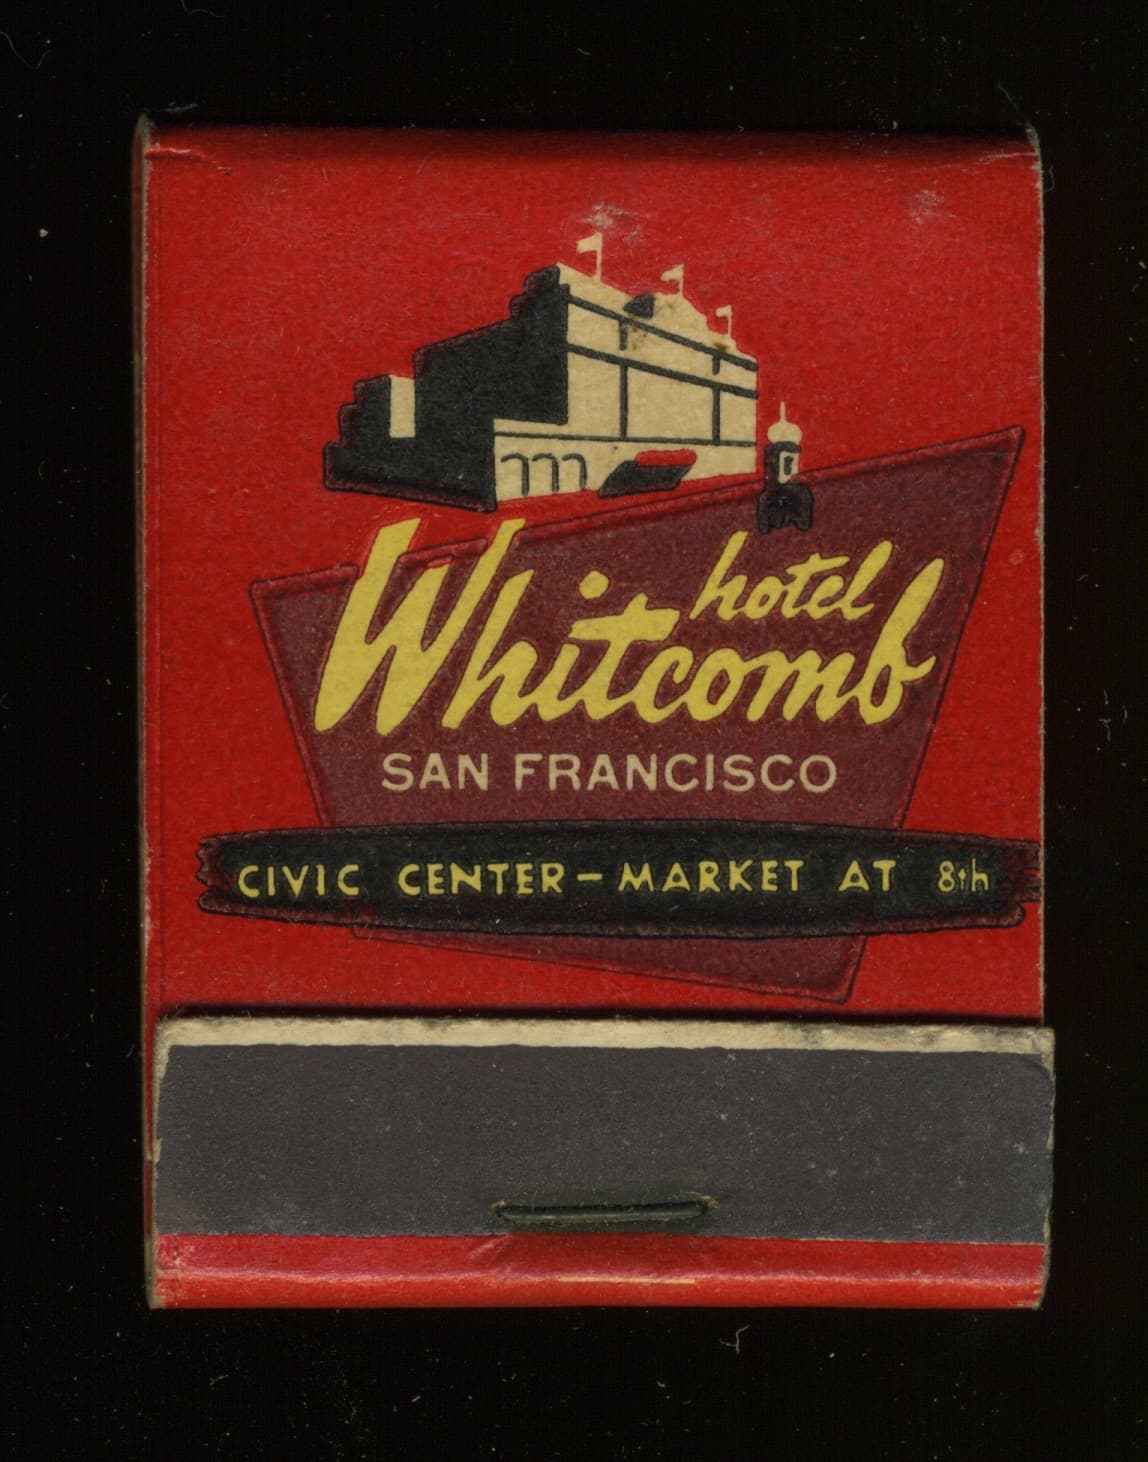 hotel
Whitcomb
SAN FRANCISCO
CIVIC CENTER – MARKET AT 8th